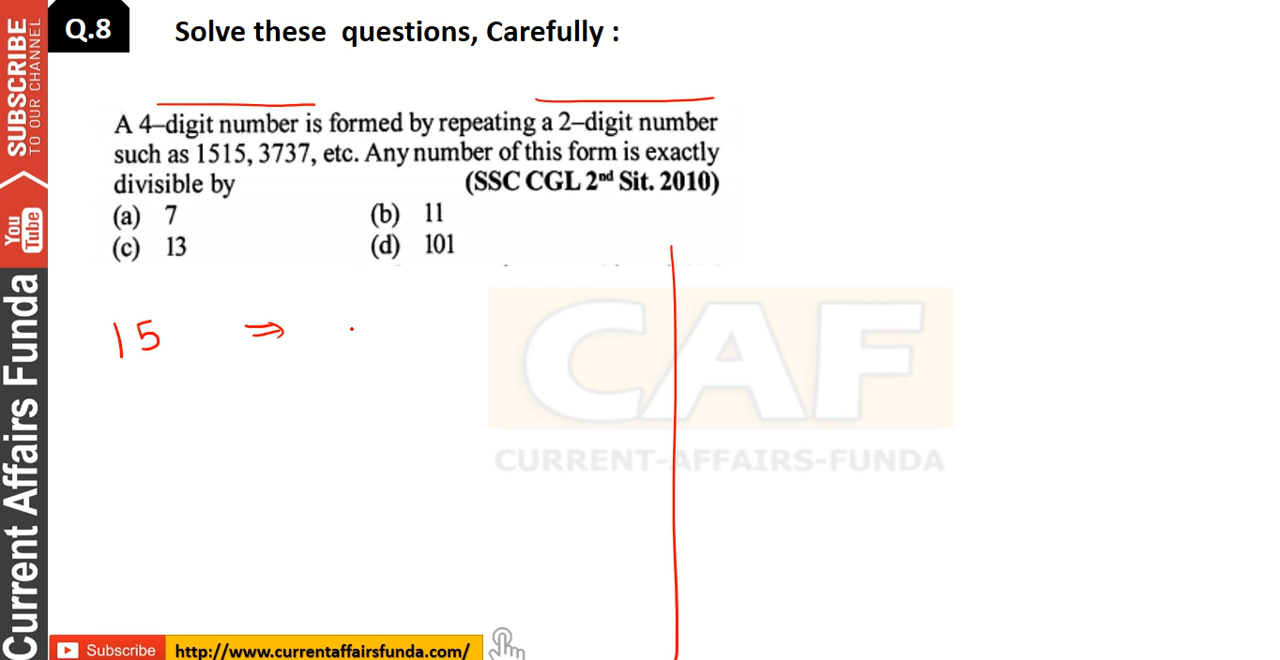 Q.8
Solve these questions, Carefully :
A 4–digit number is formed by repeating a 2–digit number
such as 1515, 3737, etc. Any number of this form is exactly
divisible by (SSC CGL 2nd Sit. 2010)
(a) 7 (b) 11
(c) 13 (d) 101
15 ⇒
CAF
CURRENT-AFFAIRS-FUNDA
SUBSCRIBE
TO OUR CHANNEL
You
Tube
Current Affairs Funda
Subscribe http://www.currentaffairsfunda.com/